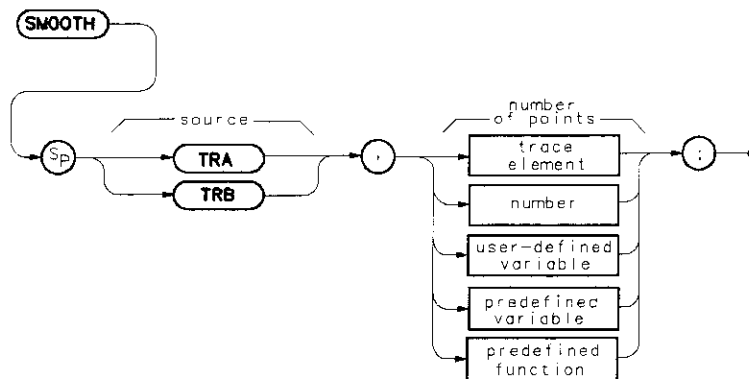 SMOOTH
source
number
of points
SP
TRA
,
trace
element
;
TRB
number
user-defined
variable
predefined
variable
predefined
function